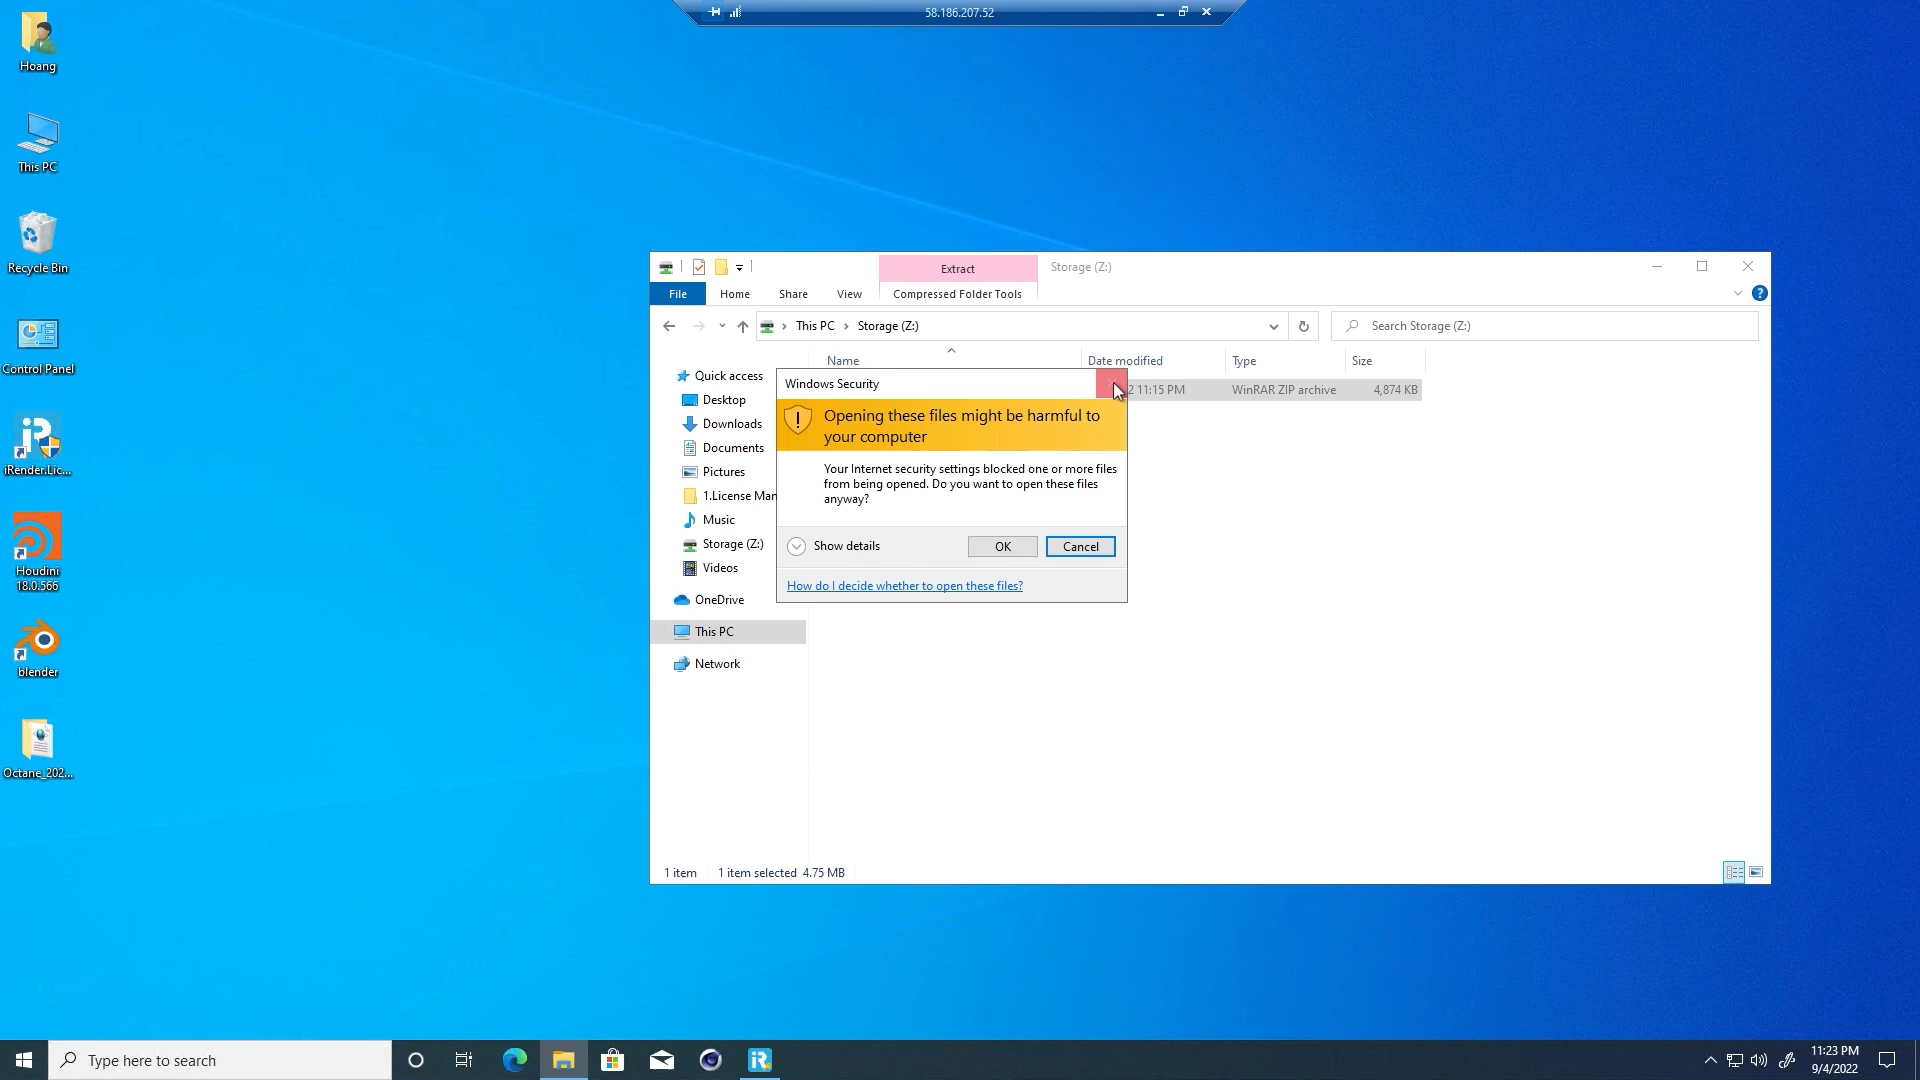 58.186.207.52
Hoang
This PC
Recycle Bin
Control Panel
iRender.Lic...
Houdini
18.0.566
blender
Octane_202...
Extract
Storage (Z:)
File
Home
Share
View
Compressed Folder Tools
This PC
Storage (Z:)
Search Storage (Z:)
Name
Date modified
Type
Size
2 11:15 PM
WinRAR ZIP archive
4,874 KB
Quick access
Desktop
Downloads
Documents
Pictures
1.License Man
Music
Storage (Z:)
Videos
OneDrive
This PC
Network
Windows Security
Opening these files might be harmful to
your computer
Your Internet security settings blocked one or more files
from being opened. Do you want to open these files
anyway?
Show details
OK
Cancel
How do I decide whether to open these files?
1 item
1 item selected 4.75 MB
Type here to search
11:23 PM
9/4/2022